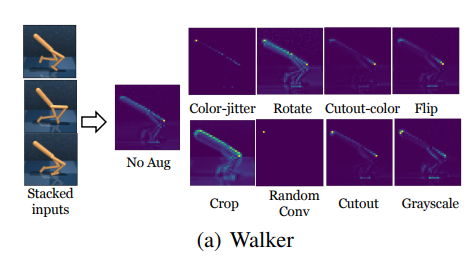 Color-jitter Rotate Cutout-color Flip
No Aug
Stacked
inputs
Crop Random
Conv Cutout Grayscale
(a) Walker